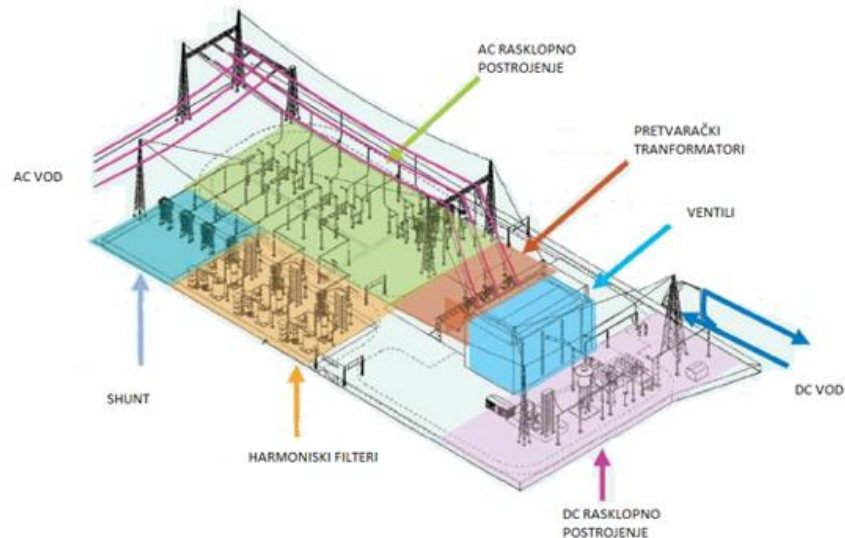 AC RASKLOPNO
POSTROJENJE
PRETVARAČKI
TRANFORMATORI
AC VOD
VENTILI
DC VOD
SHUNT
HARMONISKI FILTERI
DC RASKLOPNO
POSTROJENJE